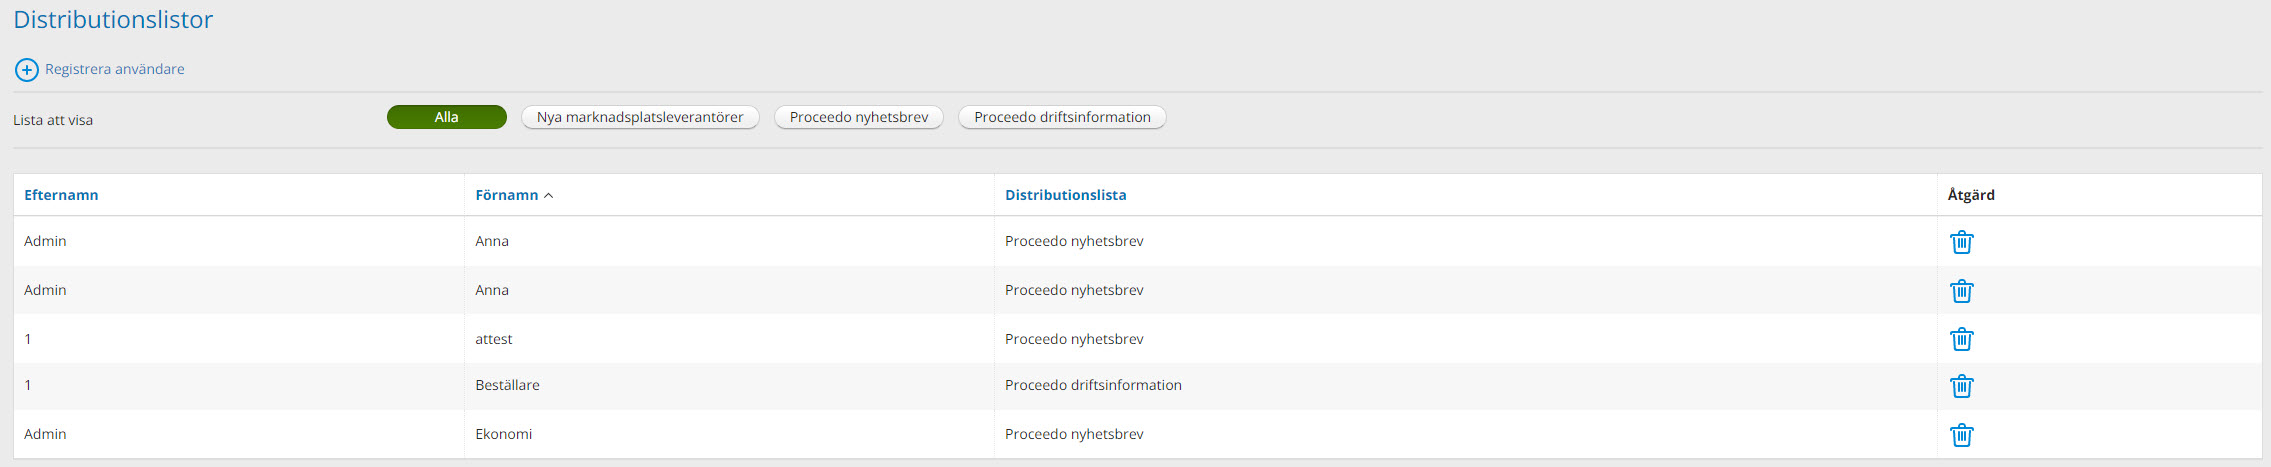 Distributionslistor
Registrera användare
Lista att visa Alla Nya marknadsplatsleverantörer Proceedo nyhetsbrev Proceedo driftsinformation
Efternamn Förnamn Distributionslista Åtgärd
Admin Anna Proceedo nyhetsbrev
Admin Anna Proceedo nyhetsbrev
1 attest Proceedo nyhetsbrev
1 Beställare Proceedo driftsinformation
Admin Ekonomi Proceedo nyhetsbrev